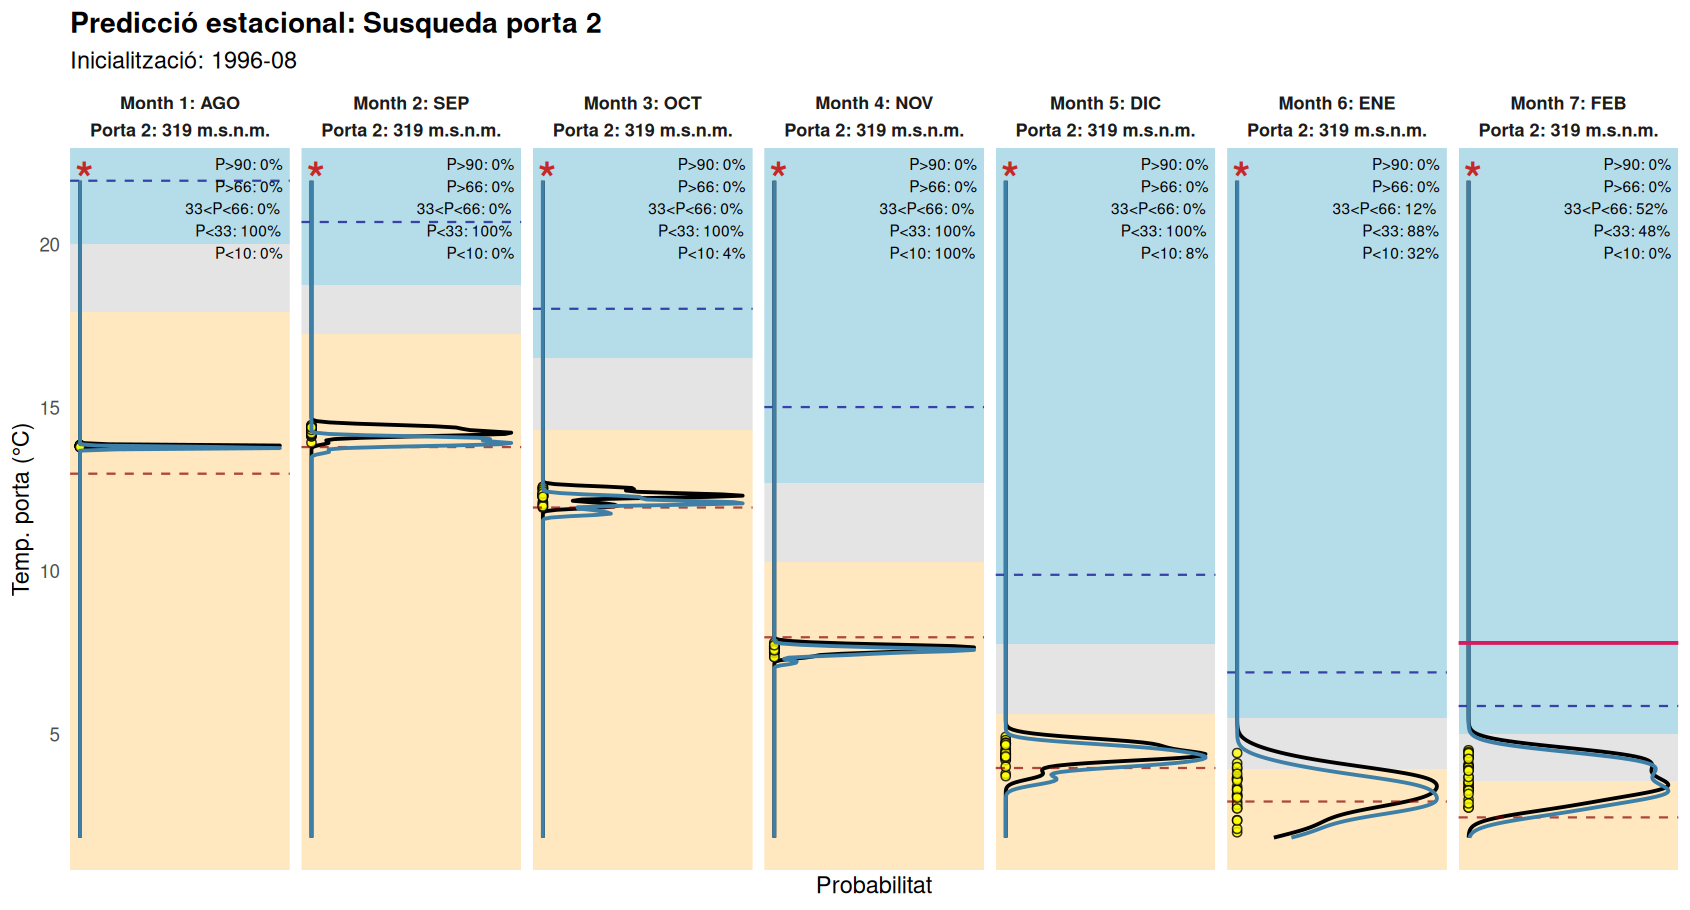 Predicció estacional: Susqueda porta 2
Inicialització: 1996-08
Month 1: AGO
Porta 2: 319 m.s.n.m.
Month 2: SEP
Porta 2: 319 m.s.n.m.
Month 3: OCT
Porta 2: 319 m.s.n.m.
Month 4: NOV
Porta 2: 319 m.s.n.m.
Month 5: DIC
Porta 2: 319 m.s.n.m.
Month 6: ENE
Porta 2: 319 m.s.n.m.
Month 7: FEB
Porta 2: 319 m.s.n.m.
*
P>90: 0%
P>66: 0%
33<P<66: 0%
P<33: 100%
P<10: 0%
*
P>90: 0%
P>66: 0%
33<P<66: 0%
P<33: 100%
P<10: 0%
*
P>90: 0%
P>66: 0%
33<P<66: 0%
P<33: 100%
P<10: 4%
*
P>90: 0%
P>66: 0%
33<P<66: 0%
P<33: 100%
P<10: 100%
*
P>90: 0%
P>66: 0%
33<P<66: 0%
P<33: 100%
P<10: 8%
*
P>90: 0%
P>66: 0%
33<P<66: 12%
P<33: 88%
P<10: 32%
*
P>90: 0%
P>66: 0%
33<P<66: 52%
P<33: 48%
P<10: 0%
20
15
10
5
Temp. porta (°C)
Probabilitat